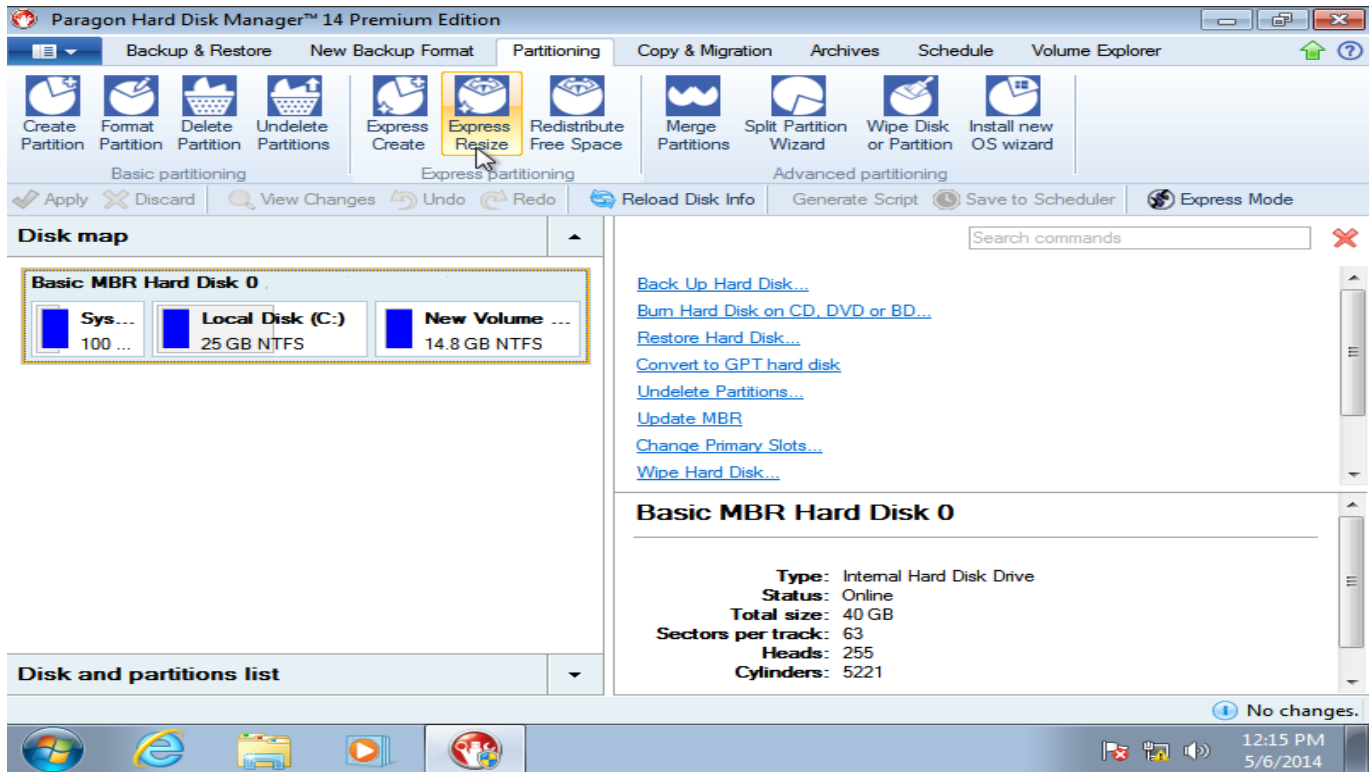 Paragon Hard Disk Manager™ 14 Premium Edition
Backup & Restore New Backup Format Partitioning Copy & Migration Archives Schedule Volume Explorer
Create Partition
Format Partition
Delete Partition
Undelete Partitions
Express Create
Express Resize
Redistribute Free Space
Merge Partitions
Split Partition Wizard
Wipe Disk or Partition
Install new OS wizard
Basic partitioning Express partitioning Advanced partitioning
Apply Discard View Changes Undo Redo Reload Disk Info Generate Script Save to Scheduler Express Mode
Disk map
Basic MBR Hard Disk 0
Sys...
100 ...
Local Disk (C:)
25 GB NTFS
New Volume ...
14.8 GB NTFS
Disk and partitions list
Search commands
Back Up Hard Disk...
Burn Hard Disk on CD, DVD or BD...
Restore Hard Disk...
Convert to GPT hard disk
Undelete Partitions...
Update MBR
Change Primary Slots...
Wipe Hard Disk...
Basic MBR Hard Disk 0
Type: Internal Hard Disk Drive
Status: Online
Total size: 40 GB
Sectors per track: 63
Heads: 255
Cylinders: 5221
No changes.
12:15 PM
5/6/2014